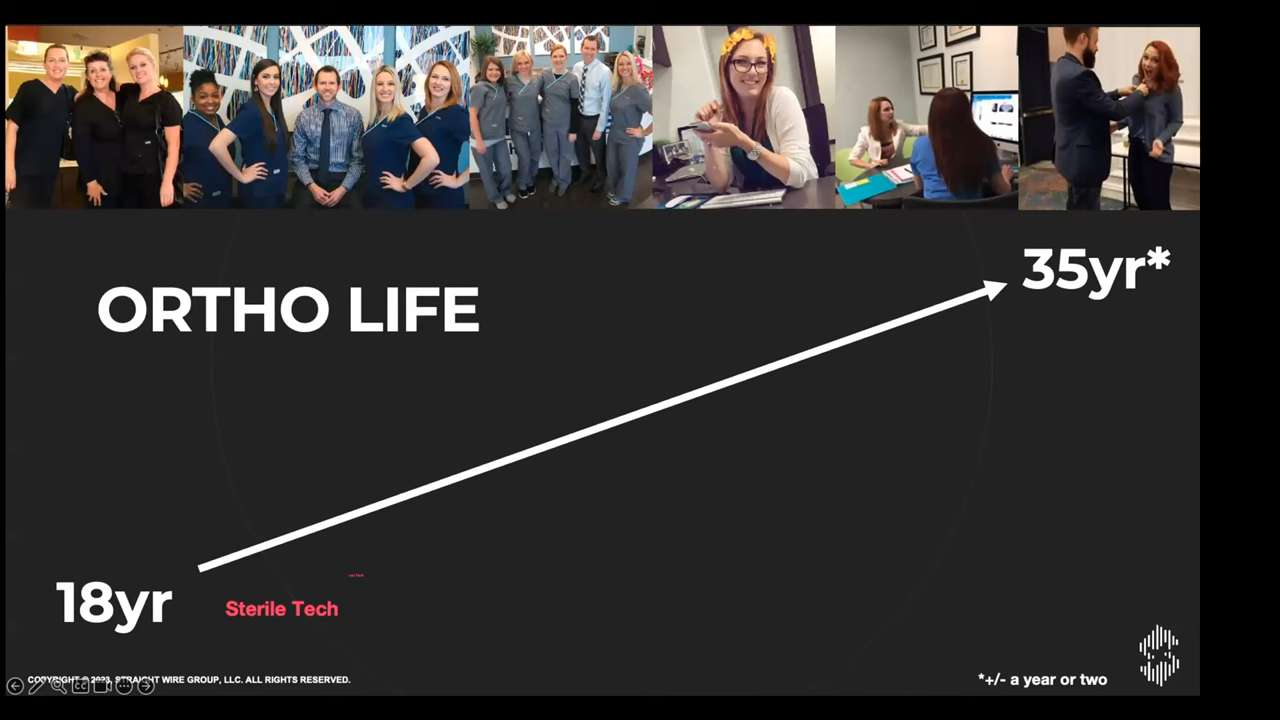 35yr*
ORTHO LIFE
18yr
Sterile Tech
COPYRIGHT © 2023, STRAIGHT WIRE GROUP, LLC. ALL RIGHTS RESERVED.
*+/- a year or two